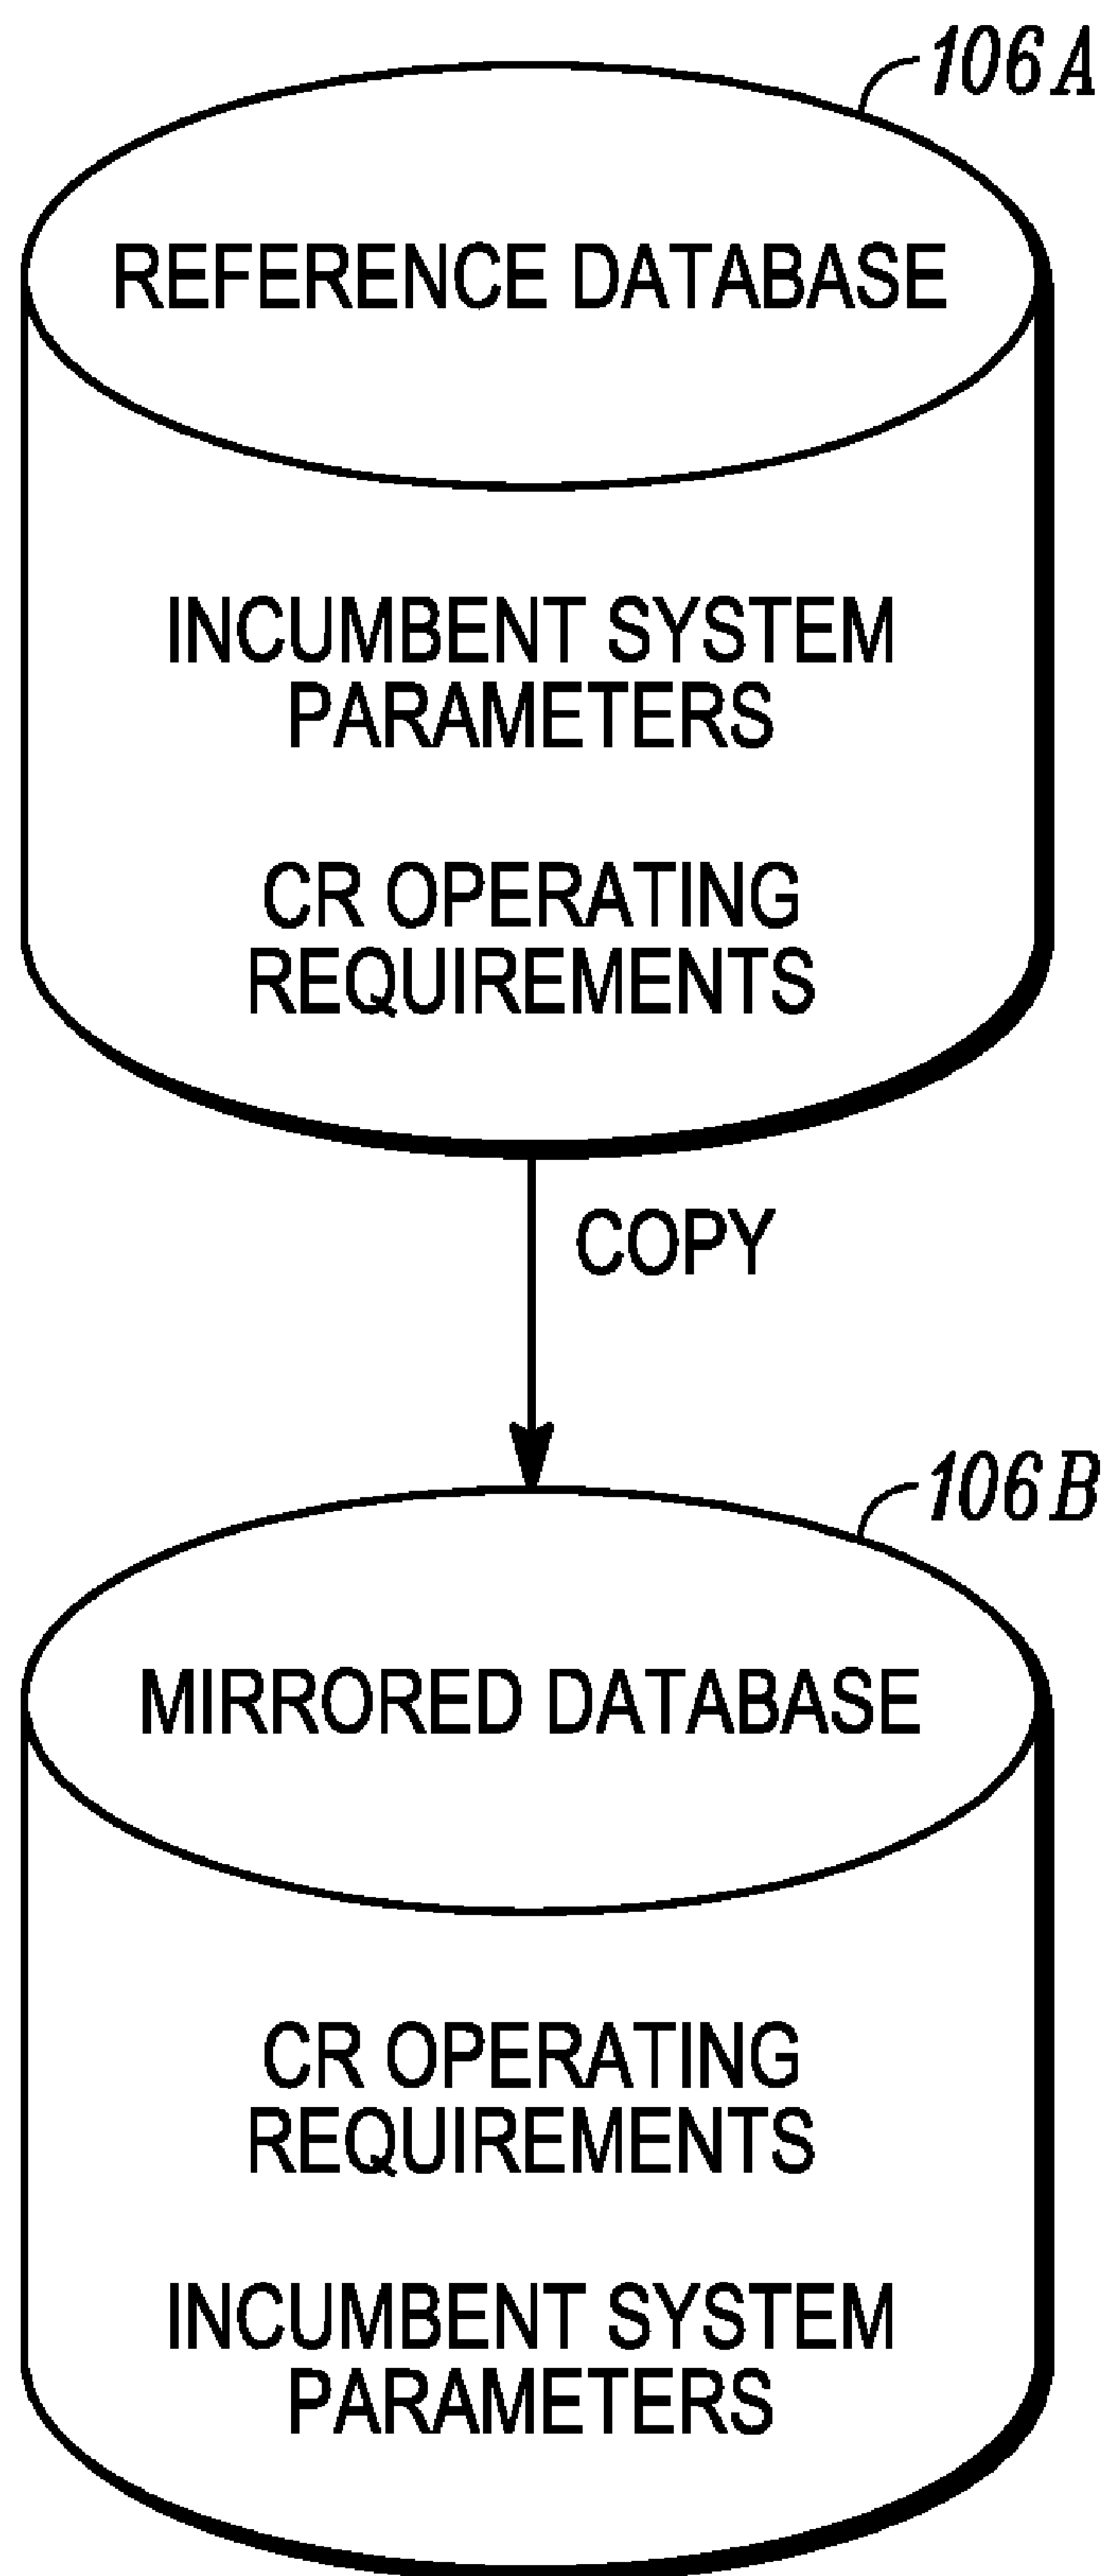 106A
REFERENCE DATABASE
INCUMBENT SYSTEM
PARAMETERS
CR OPERATING
REQUIREMENTS
COPY
106B
MIRRORED DATABASE
CR OPERATING
REQUIREMENTS
INCUMBENT SYSTEM
PARAMETERS